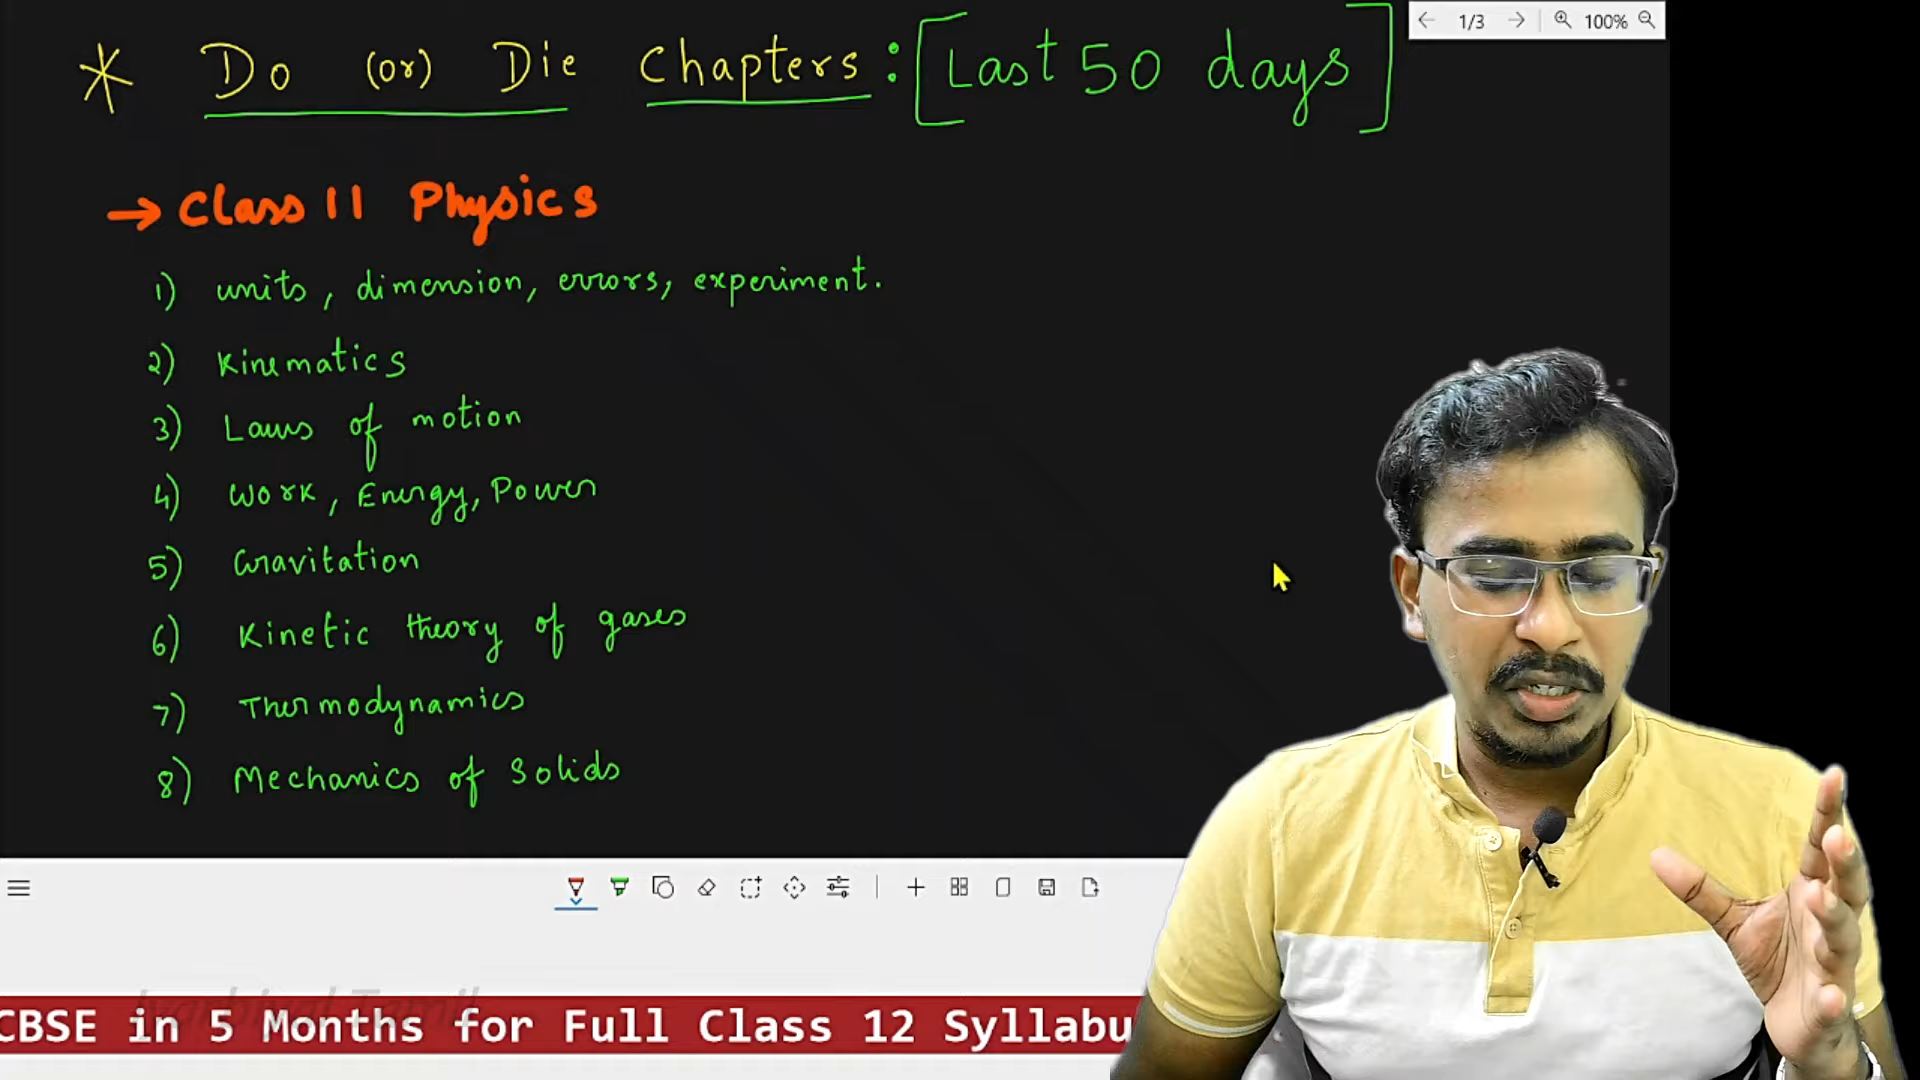 * Do (or) Die Chapters : [Last 50 days]
1/3 100%
→ Class 11 Physics
1) units, dimension, errors, experiment.
2) Kinematics
3) Laws of motion
4) Work, Energy, Power
5) Gravitation
6) Kinetic theory of gases
7) Thermodynamics
8) Mechanics of Solids
Iyarbiyal Tamil
CBSE in 5 Months for Full Class 12 Syllabu